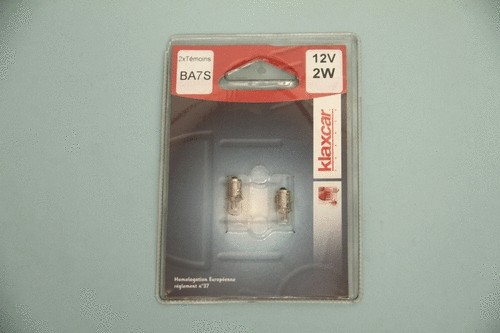 2xTémoins
BA7S
12V
2W
klaxcar
Homologation Européenne
règlement n°37